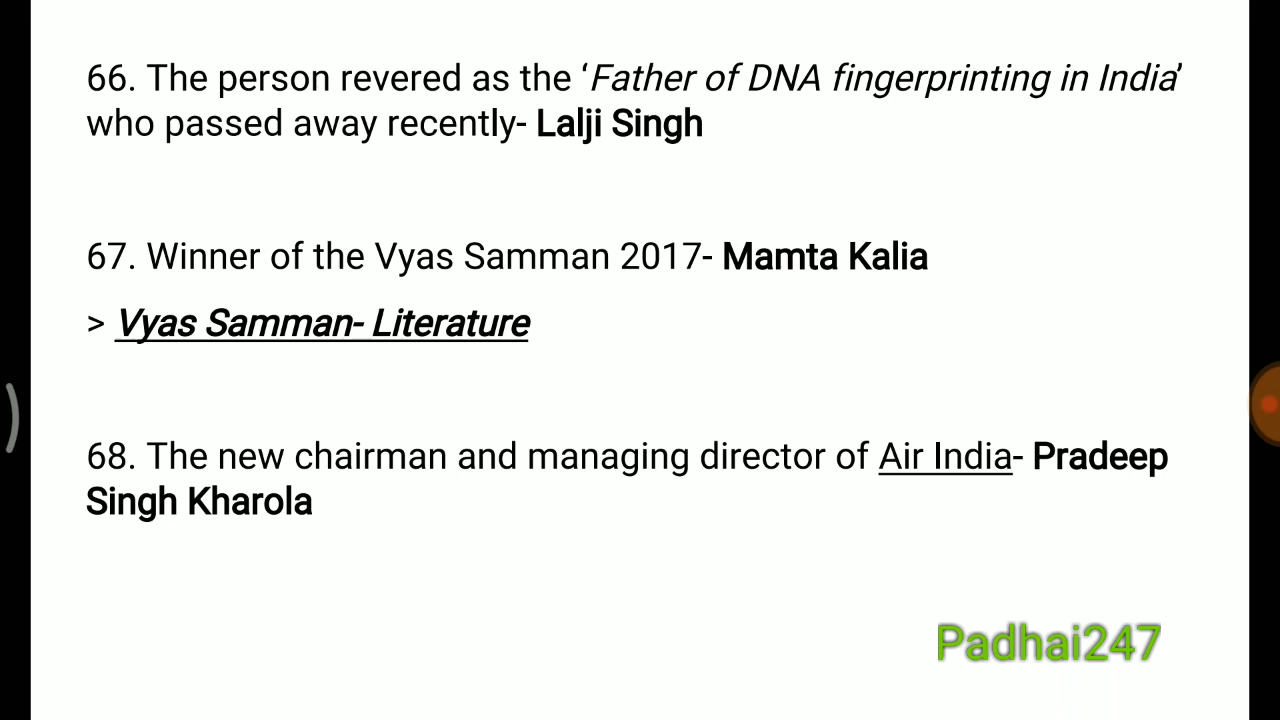 66. The person revered as the ‘Father of DNA fingerprinting in India’
who passed away recently- Lalji Singh
67. Winner of the Vyas Samman 2017- Mamta Kalia
> Vyas Samman- Literature
68. The new chairman and managing director of Air India- Pradeep
Singh Kharola
Padhai247